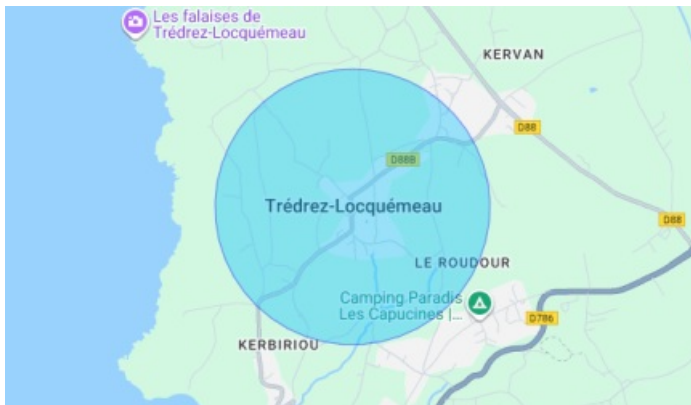 Les falaises de
Trédrez-Locquémeau
KERVAN
D88
D88B
Trédrez-Locquémeau
D88
LE ROUDOUR
Camping Paradis
Les Capucines |...
D786
KERBIRIOU